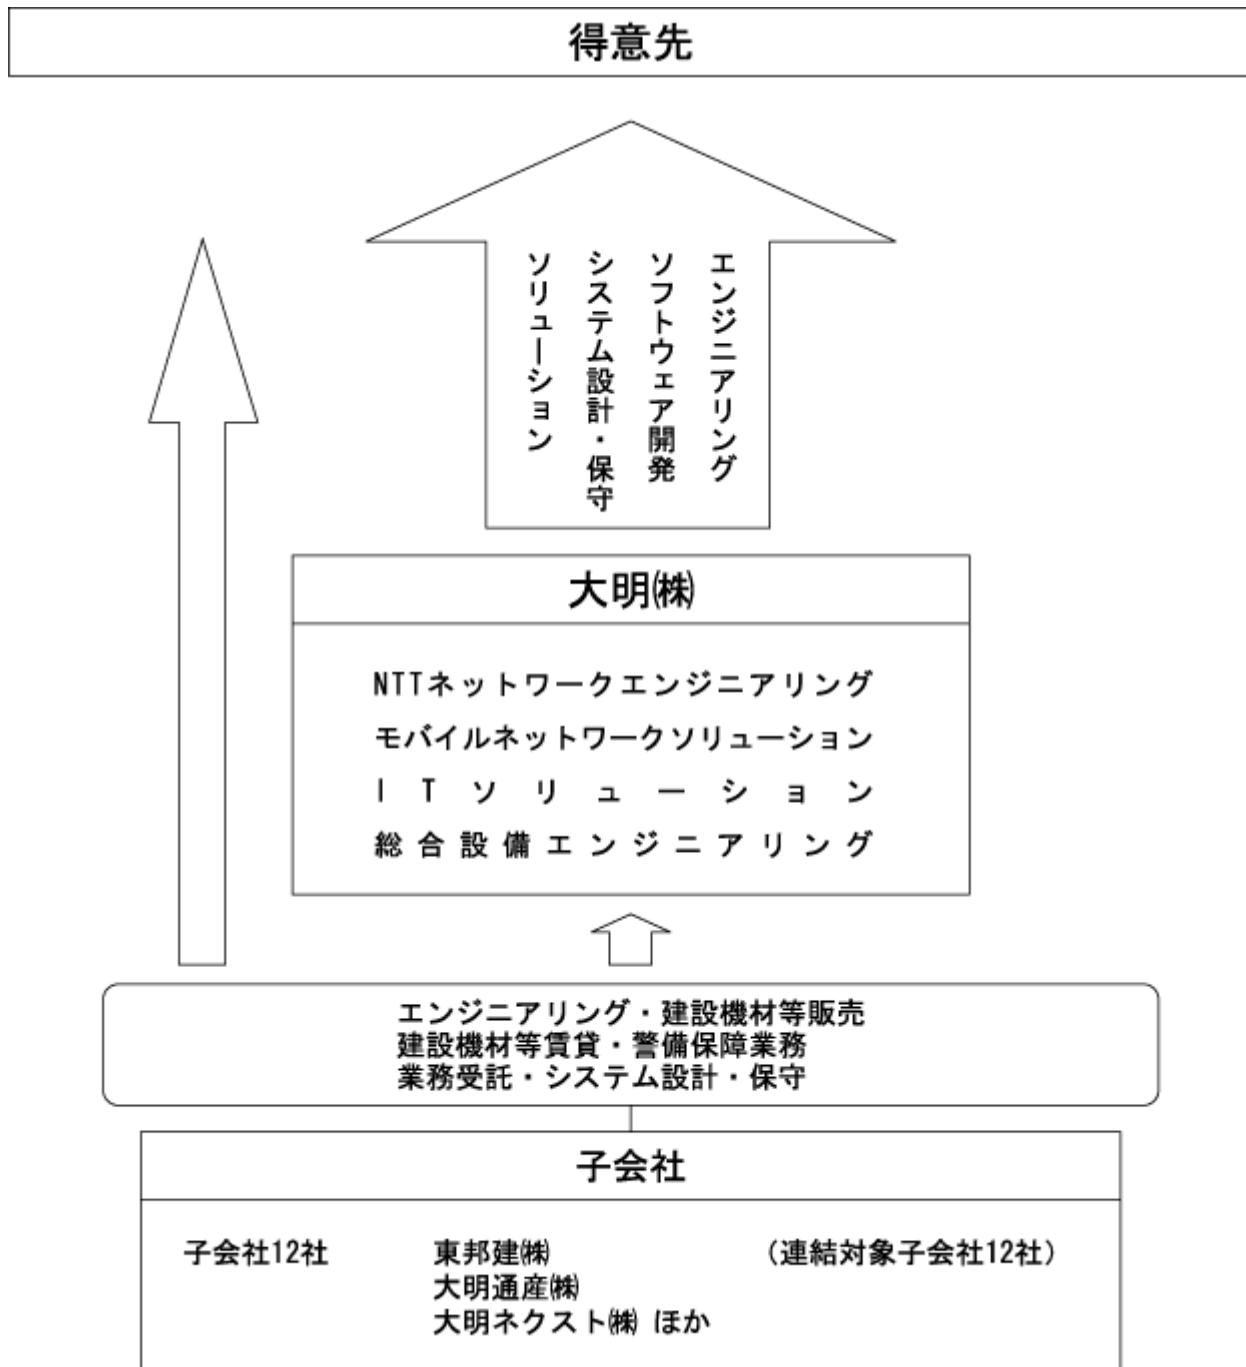 得意先
エンジニアリング
ソフトウェア開発
システム設計・保守
ソリューション
大明㈱
NTTネットワークエンジニアリング
モバイルネットワークソリューション
ITソリューション
総合設備エンジニアリング
エンジニアリング・建設機材等販売
建設機材等賃貸・警備保障業務
業務受託・システム設計・保守
子会社
子会社12社 東邦建㈱ （連結対象子会社12社）
大明通産㈱
大明ネクスト㈱ ほか